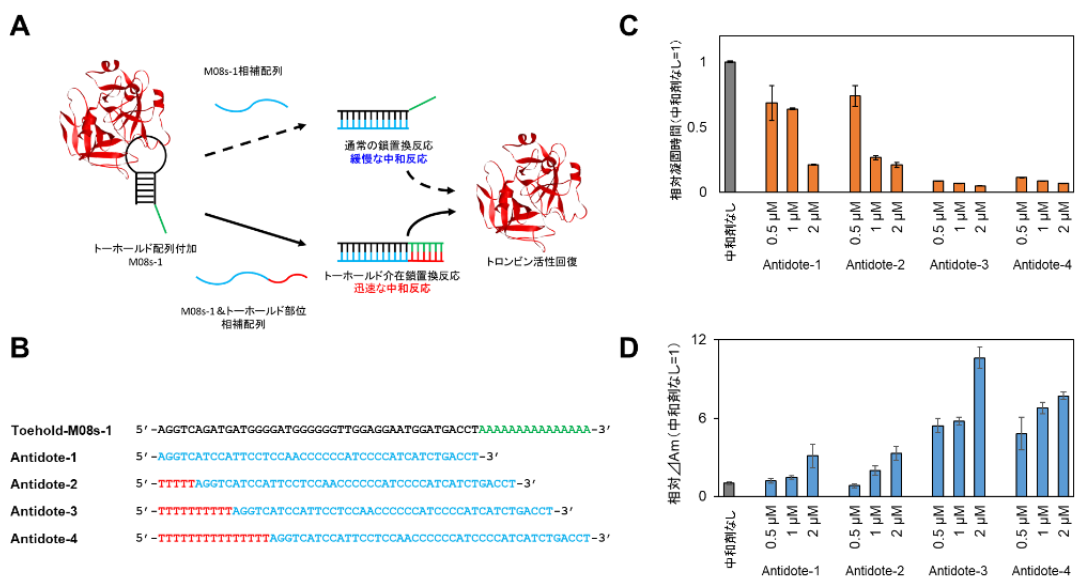 A
M08s-1相補配列
通常の鎖置換反応
緩慢な中和反応
トーホールド配列付加
M08s-1
トーホールド介在鎖置換反応
迅速な中和反応
トロンビン活性回復
M08s-1&トーホールド部位
相補配列
B
Toehold-M08s-1 5’-AGGTCAGATGATGGGGATGGGGGGTTGGAGGAATGGATGACCTAAAAAAAAAAAAAAA-3’
Antidote-1 5’-AGGTCATCCATTCCTCCAACCCCCCATCCCCATCATCTGACCT-3’
Antidote-2 5’-TTTTTAGGTCATCCATTCCTCCAACCCCCCATCCCCATCATCTGACCT-3’
Antidote-3 5’-TTTTTTTTTTAGGTCATCCATTCCTCCAACCCCCCATCCCCATCATCTGACCT-3’
Antidote-4 5’-TTTTTTTTTTTTTTTAGGTCATCCATTCCTCCAACCCCCCATCCCCATCATCTGACCT-3’
C
相対凝固時間(中和剤なし=1)
1
0.5
0
中和剤なし
0.5 μM
1 μM
2 μM
0.5 μM
1 μM
2 μM
0.5 μM
1 μM
2 μM
0.5 μM
1 μM
2 μM
Antidote-1 Antidote-2 Antidote-3 Antidote-4
D
相対⊿Am(中和剤なし=1)
12
6
0
中和剤なし
0.5 μM
1 μM
2 μM
0.5 μM
1 μM
2 μM
0.5 μM
1 μM
2 μM
0.5 μM
1 μM
2 μM
Antidote-1 Antidote-2 Antidote-3 Antidote-4